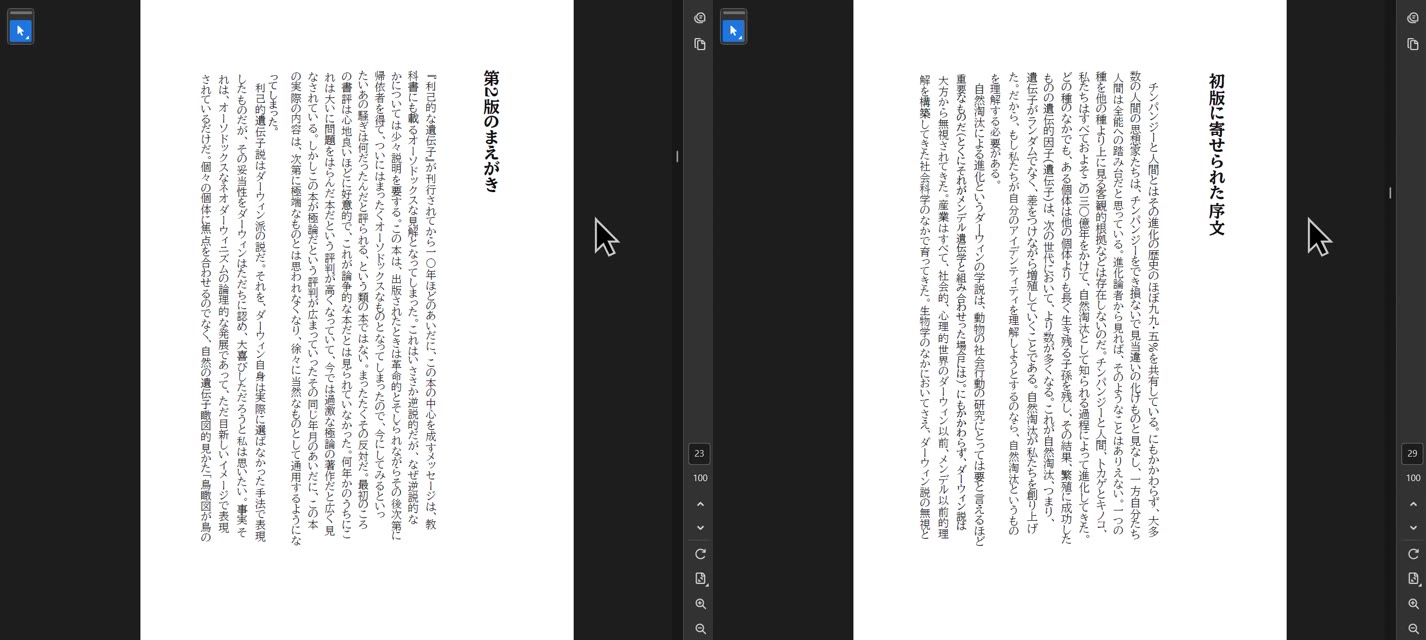 第2版のまえがき
『利己的な遺伝子』が刊行されてから一〇年ほどのあいだに、この本の中心を成すメッセージは、教
科書にも載るオーソドックスな見解となってしまった。これはいささか逆説的だが、なぜ逆説的な
かについては少々説明を要する。この本は、出版されたときは革命的とそしられながらその後次第に
帰依者を得て、ついにはまったくオーソドックスなものとなってしまったので、今にしてみるといっ
たいあの騒ぎは何だったんだと評られる、という類の本ではない。まったたくその反対だ。最初のころ
の書評は心地良いほどに好意的で、これが論争的な本だとは見られていなかった。何年かのうちにこ
れは大いに問題をはらんだ本だという評判が高くなっていて、今では過激な極論の著作だと広く見
なされている。しかしこの本が極論だという評判が広まっていったその同じ年月のあいだに、この本
の実際の内容は、次第に極端なものとは思われなくなり、徐々に当然なものとして通用するようにな
ってしまった。
利己的遺伝子説はダーウィン派の説だ。それを、ダーウィン自身は実際に選ばなかった手法で表現
したものだが、その妥当性をダーウィンはただちに認め、大喜びしただろうと私は思いたい。事実そ
れは、オーソドックスなネオダーウィニズムの論理的な発展であって、ただ目新しいイメージで表現
されているだけだ。個々の個体に焦点を合わせるのでなく、自然の遺伝子瞰図的見かた「鳥瞰図が鳥の
23
100
初版に寄せられた序文
チンパンジーと人間とはその進化の歴史のほぼ九九・五%を共有している。にもかかわらず、大多
数の人間の思想家たちは、チンパンジーをでき損ないで見当違いの化けものと見なし、一方自分たち
人間は全能への踏み台だと思っている。進化論者から見れば、そのようなことはありえない。一つの
種を他の種より上に見る客観的根拠などは存在しないのだ。チンパンジーと人間、トカゲとキノコ、
私たちはすべておよそこの三〇億年をかけて、自然淘汰として知られる過程によって進化してきた。
どの種のなかでも、ある個体は他の個体よりも長く生き残る子孫を残し、その結果、繁殖に成功した
ものの遺伝的因子(遺伝子)は、次の世代において、より数が多くなる。これが自然淘汰、つまり、
遺伝子がランダムでなく、差をつけながら増殖していくことである。自然淘汰が私たちを創り上げ
た。だから、もし私たちが自分のアイデンティティを理解しようとするのなら、自然淘汰というもの
を理解する必要がある。
自然淘汰による進化というダーウィンの学説は、動物の社会行動の研究にとっては要と言えるほど
重要なものだ(とくにそれがメンデル遺伝学と組み合わせった場合は)。にもかかわらず、ダーウィン説は
大方から無視されてきた。産業はすべて、社会的、心理的世界のダーウィン以前、メンデル以前的理
解を構築してきた社会科学のなかで育ってきた。生物学のなかにおいてさえ、ダーウィン説の無視と
29
100